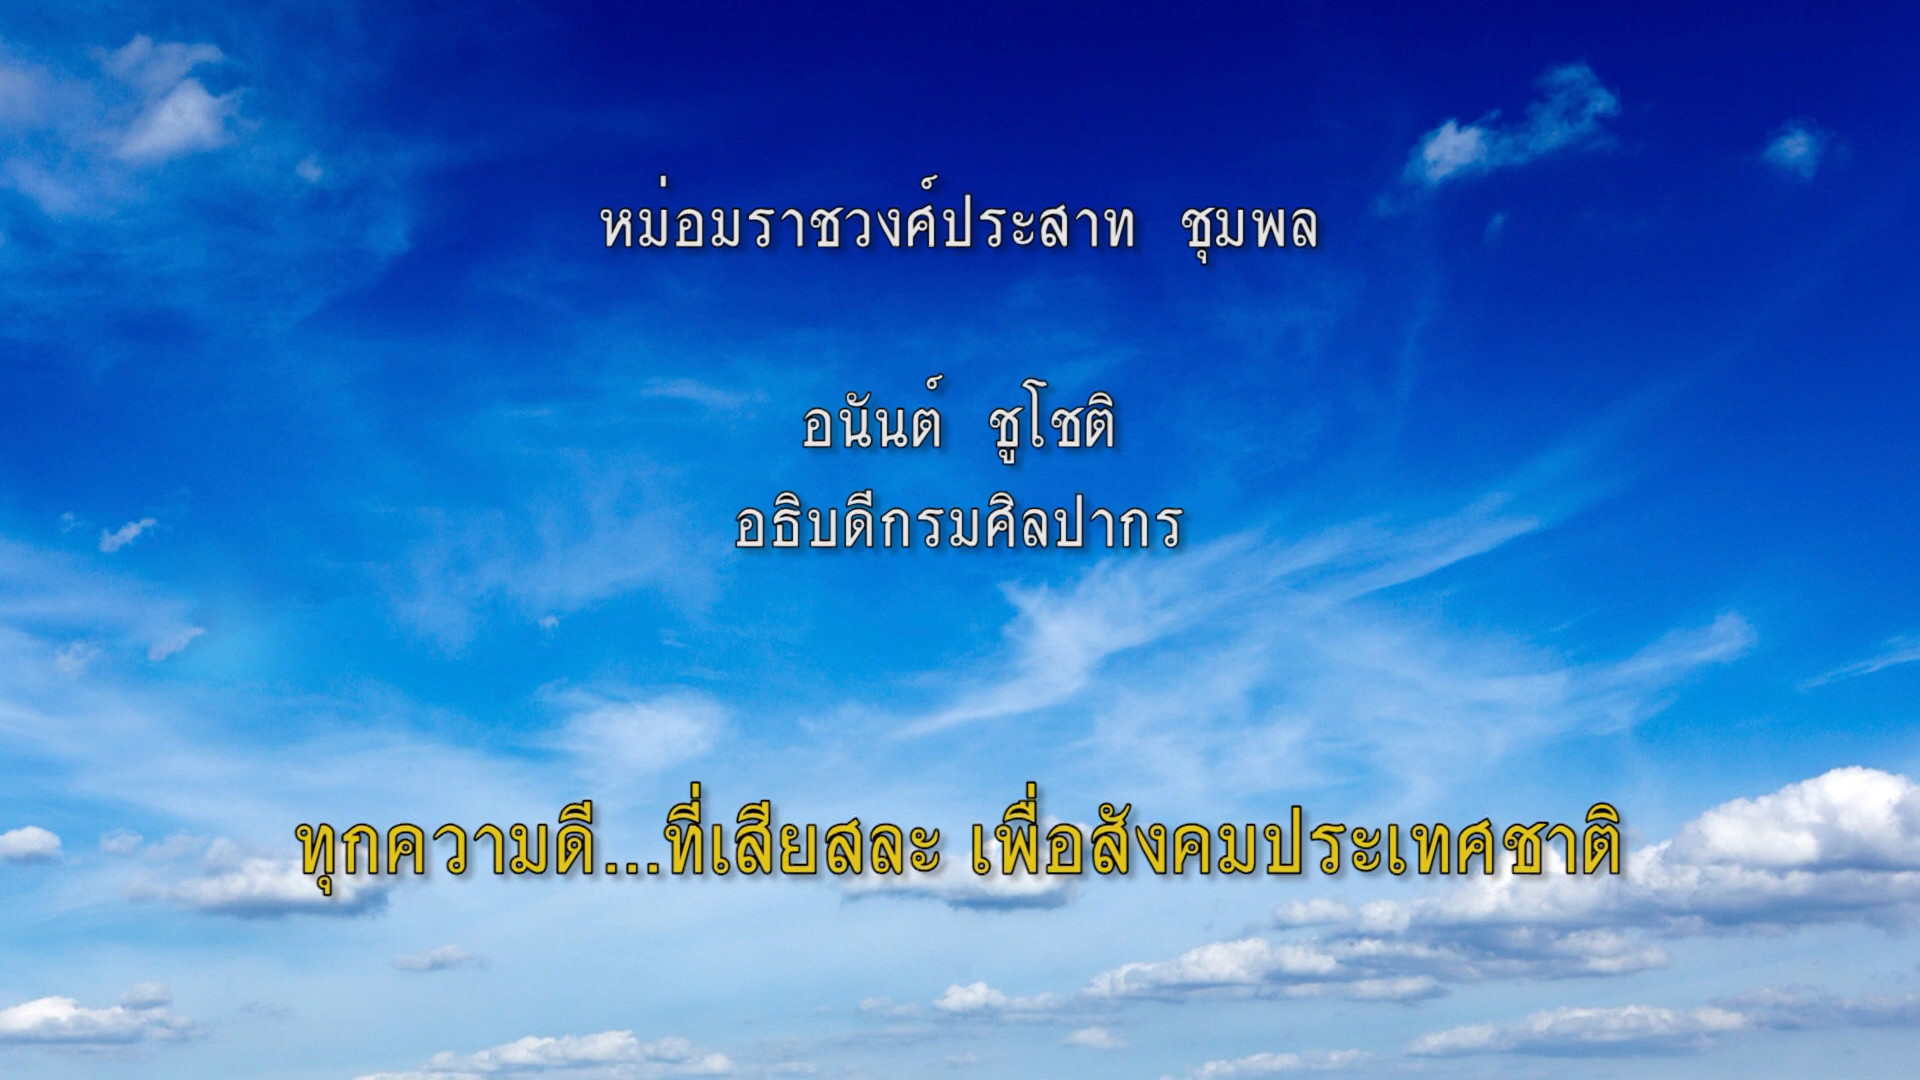 หม่อมราชวงศ์ประสาท ชุมพล
อนันต์ ชูโชติ
อธิบดีกรมศิลปากร
ทุกความดี...ที่เสียสละ เพื่อสังคมประเทศชาติ